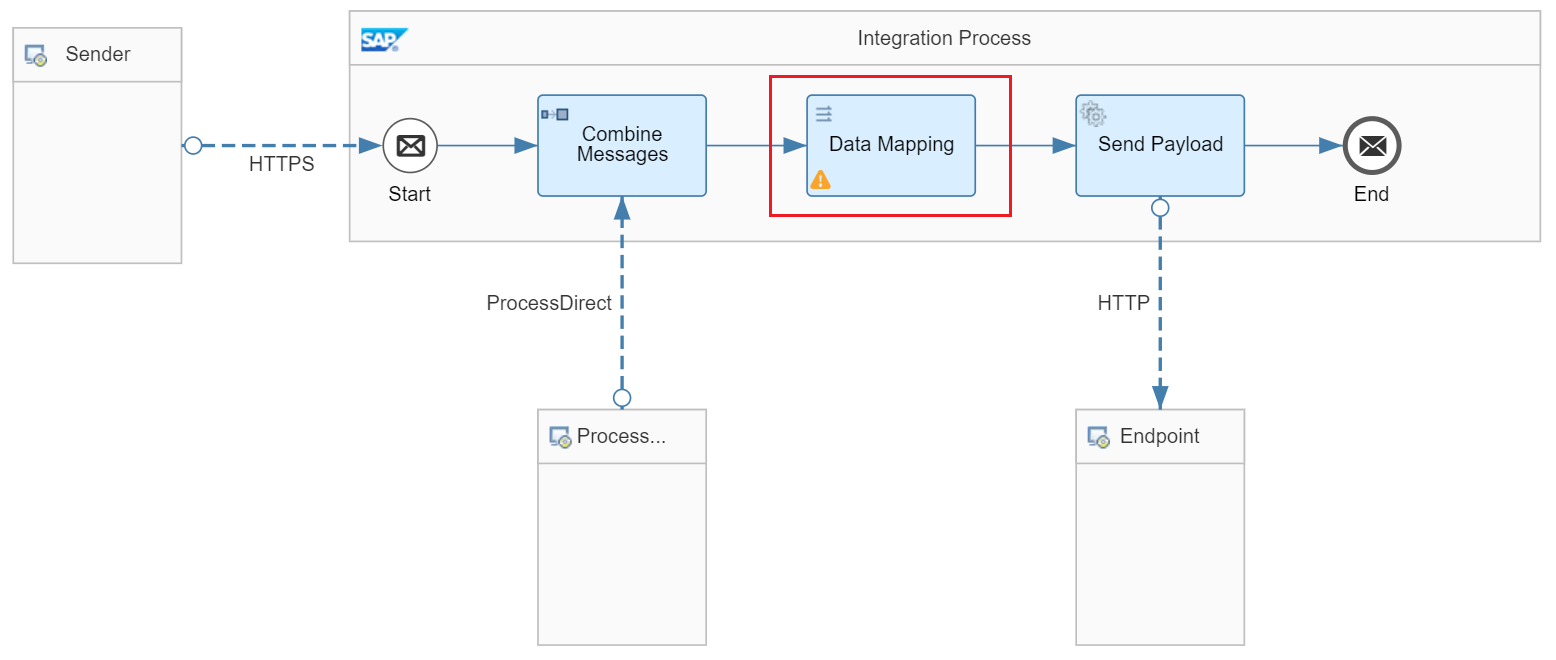 Sender
SAP
Integration Process
HTTPS
Start
Combine
Messages
Data Mapping
Send Payload
End
ProcessDirect
HTTP
Process...
Endpoint